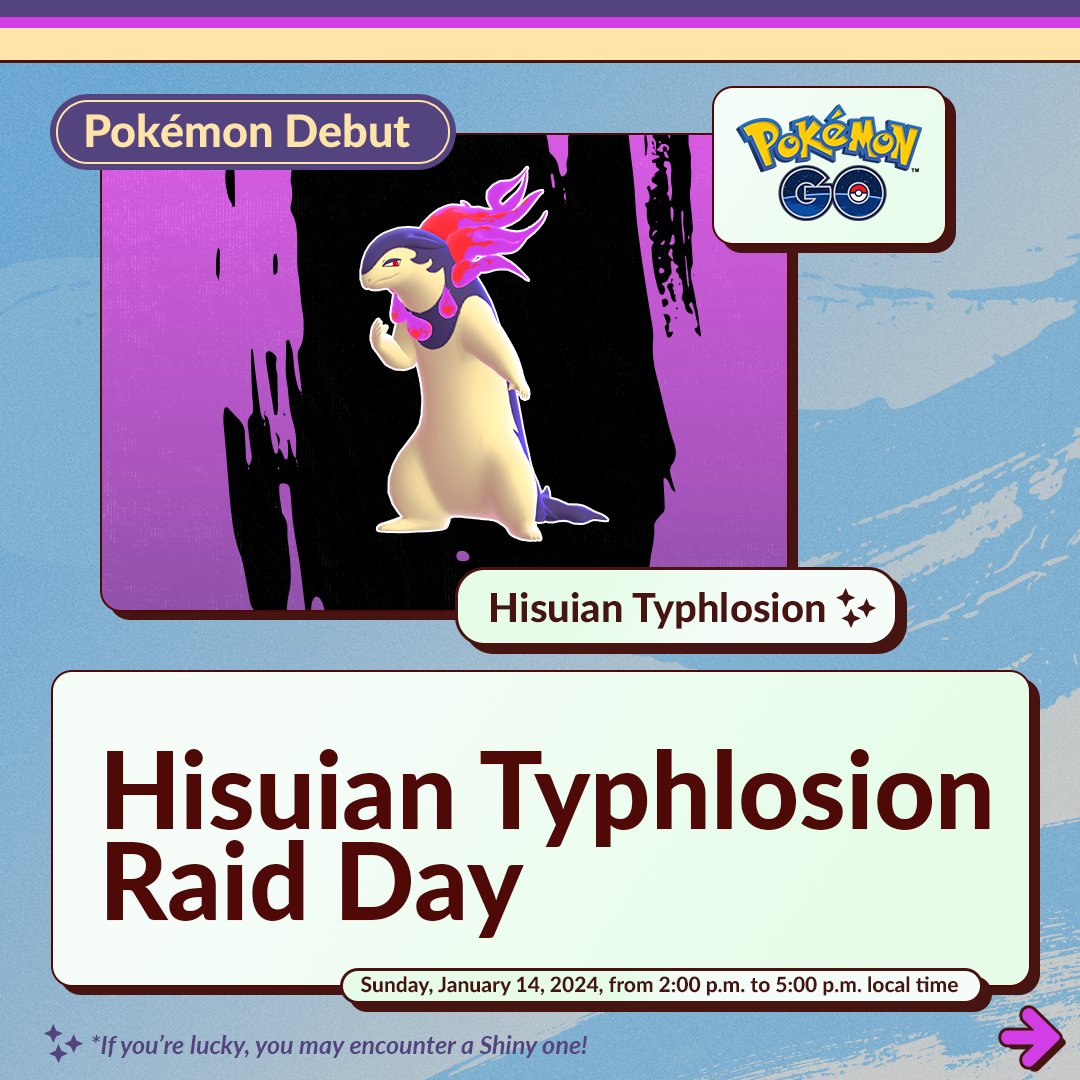 Pokémon Debut
POKÉMON
GO
TM
Hisuian Typhlosion
Hisuian Typhlosion
Raid Day
Sunday, January 14, 2024, from 2:00 p.m. to 5:00 p.m. local time
*If you’re lucky, you may encounter a Shiny one!